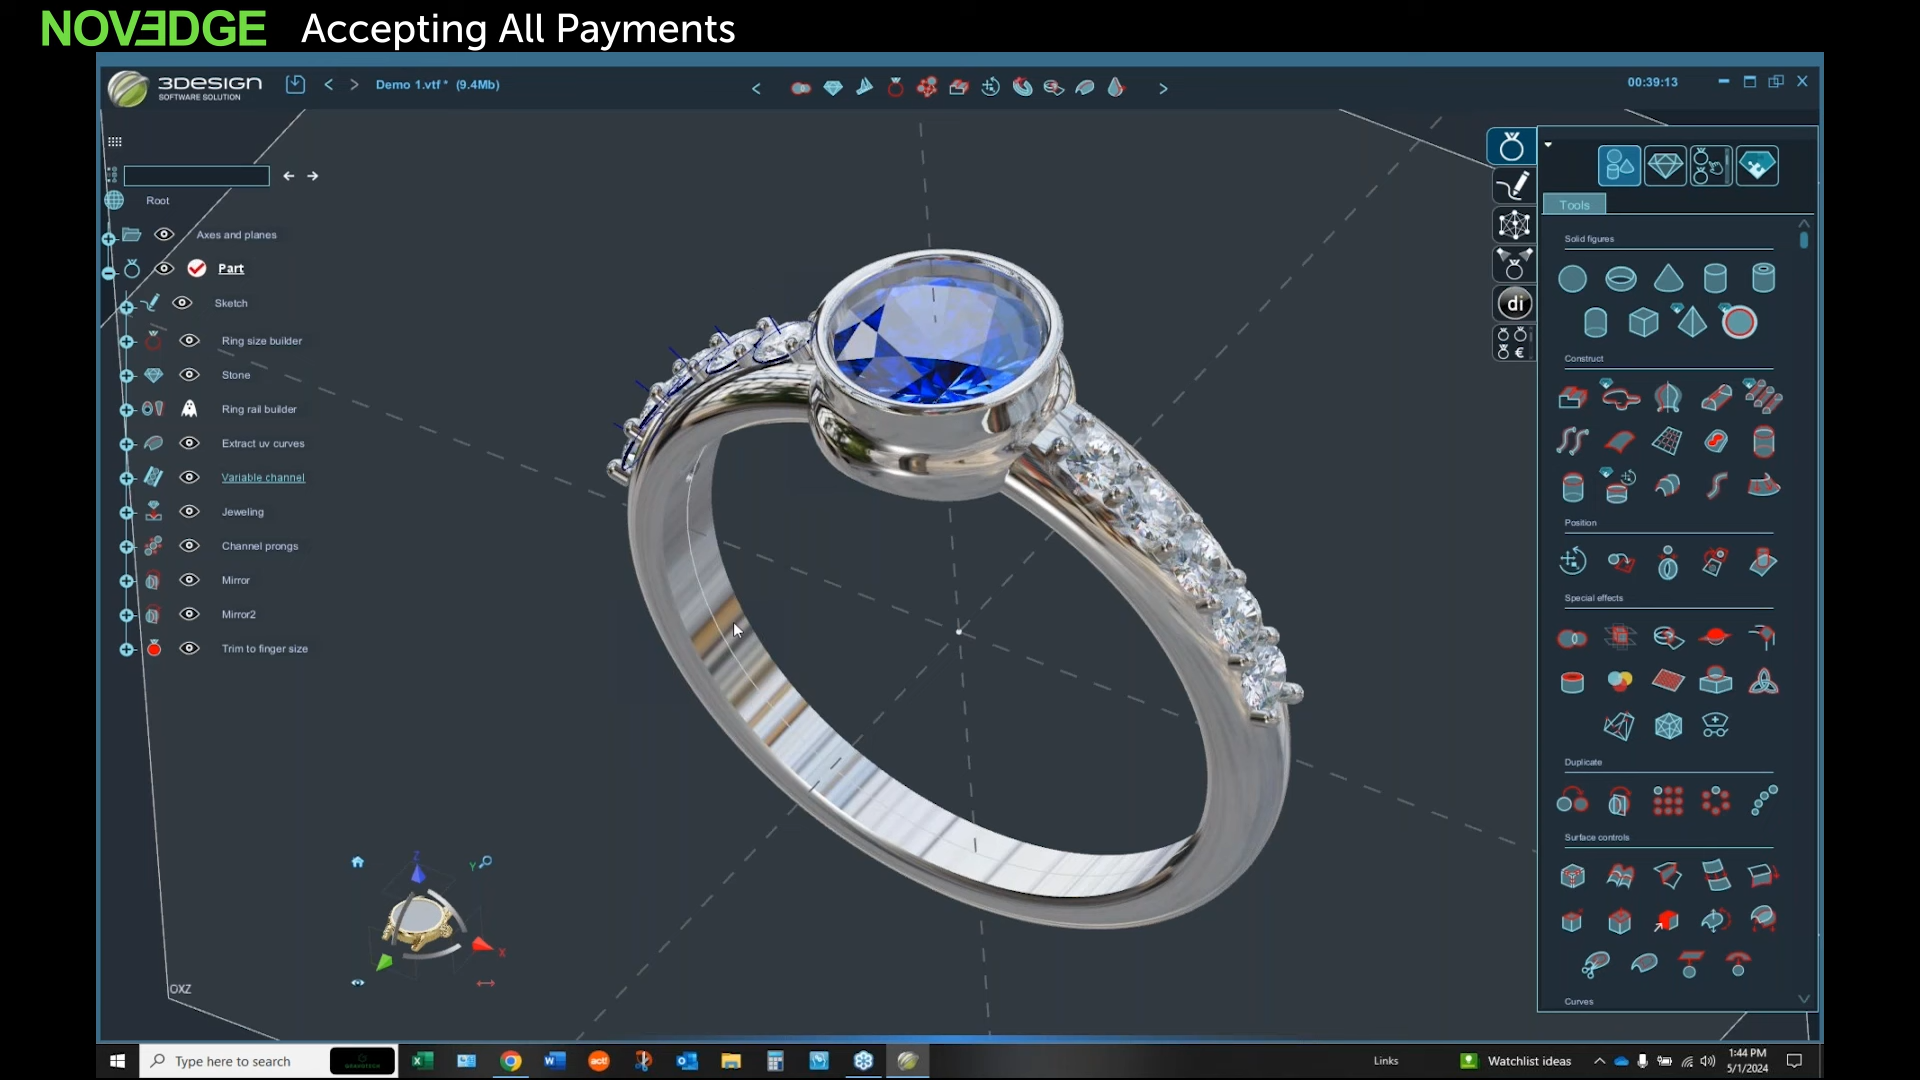 NOVEDGE Accepting All Payments
3DESIGN
SOFTWARE SOLUTION
Demo 1.vtf * (9.4Mb)
00:39:13
Root
Axes and planes
Part
Sketch
Ring size builder
Stone
Ring rail builder
Extract uv curves
Variable channel
Jeweling
Channel prongs
Mirror
Mirror2
Trim to finger size
Z
Y
X
OXZ
di
€
Tools
Solid figures
Construct
Position
Special effects
Duplicate
Surface controls
Curves
Type here to search
act!
Links
Watchlist ideas
1:44 PM
5/1/2024